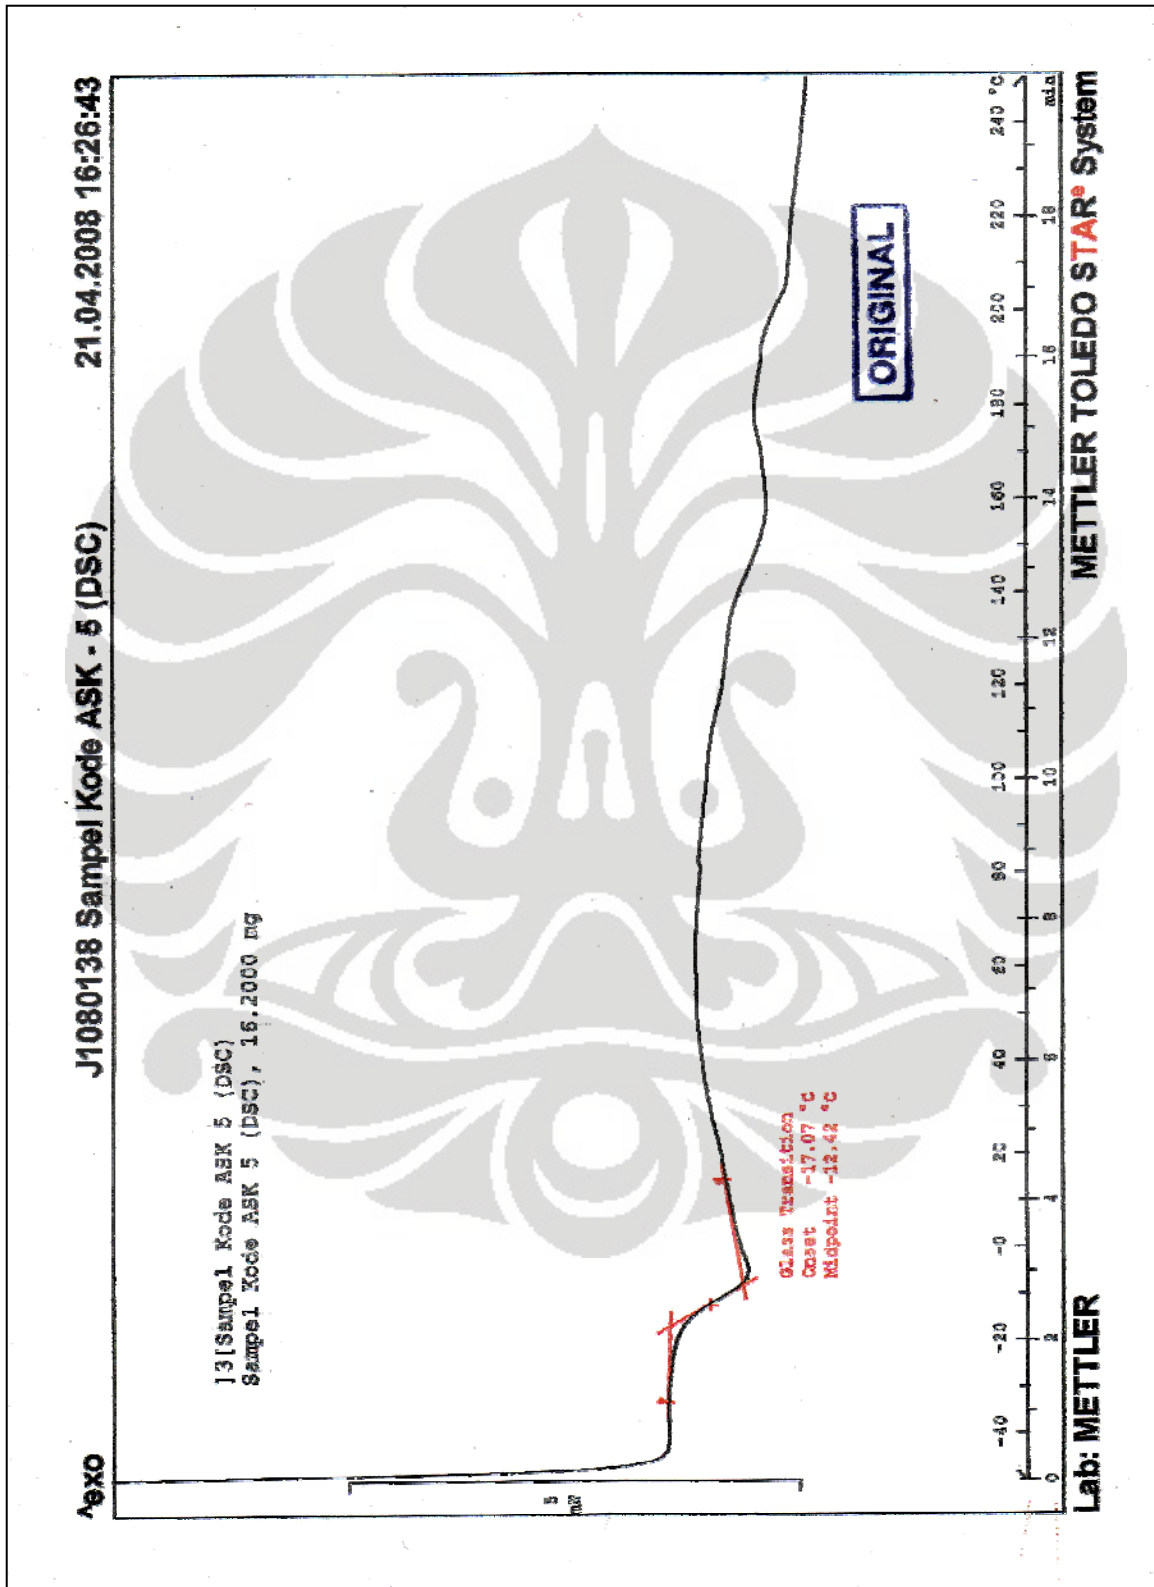 J1080138 Sampel Kode ASK - 5 (DSC)
21.04.2008 16:26:43
^exo
]3[Sampel Kode ASK 5 (DSC)
Sampel Kode ASK 5 (DSC), 16.2000 mg
5
mW
Glass Transition
Onset -17.07 °C
Midpoint -12.42 °C
ORIGINAL
-40 -20 -0 20 40 60 80 100 120 140 160 180 200 220 240 °C
0 2 4 6 8 10 12 14 16 18 min
Lab: METTLER
METTLER TOLEDO STARe System